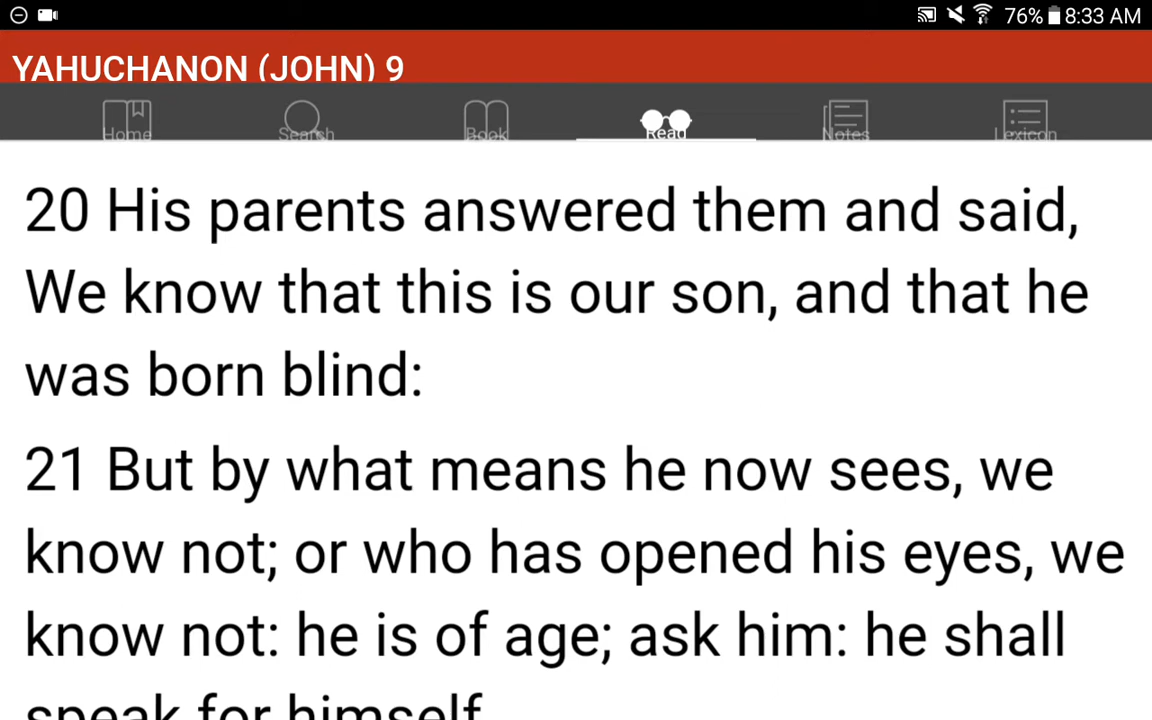 76% 8:33 AM
YAHUCHANON (JOHN) 9
Home Search Book Read Notes Lexicon
20 His parents answered them and said,
We know that this is our son, and that he
was born blind:
21 But by what means he now sees, we
know not; or who has opened his eyes, we
know not: he is of age; ask him: he shall
speak for himself